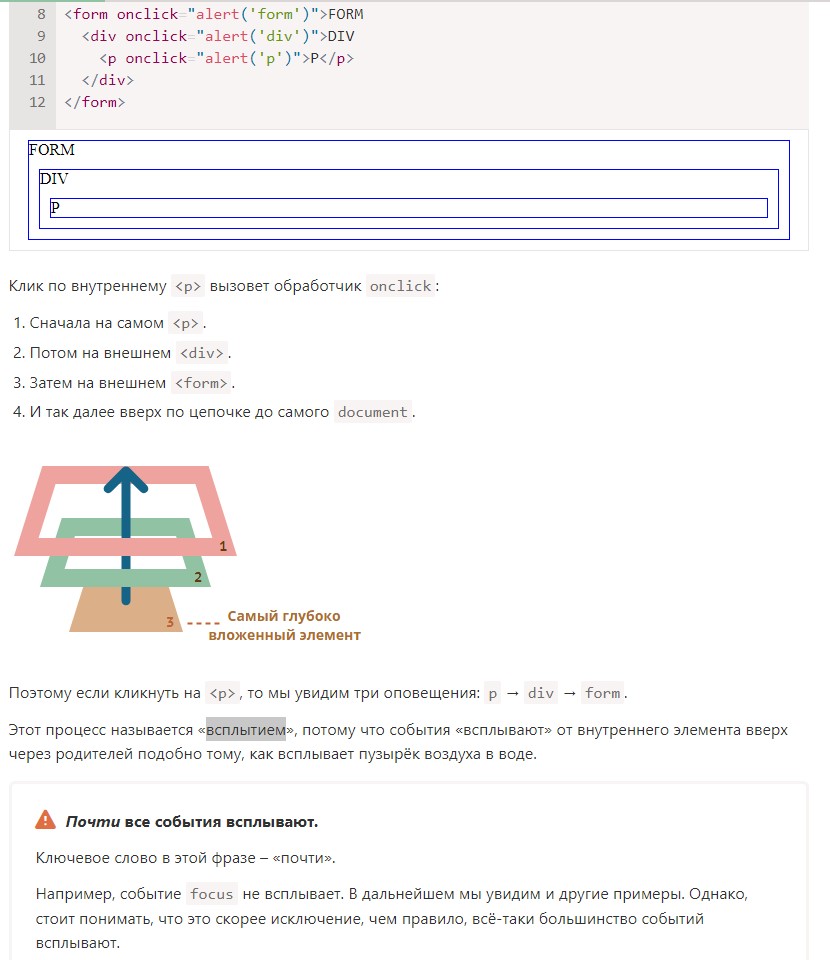 8 <form onclick="alert('form')">FORM
9 <div onclick="alert('div')">DIV
10 <p onclick="alert('p')">P</p>
11 </div>
12 </form>
FORM
DIV
P
Клик по внутреннему <p> вызовет обработчик onclick:
1. Сначала на самом <p>.
2. Потом на внешнем <div>.
3. Затем на внешнем <form>.
4. И так далее вверх по цепочке до самого document.
1
2
3
Самый глубоко
вложенный элемент
Поэтому если кликнуть на <p>, то мы увидим три оповещения: p → div → form.
Этот процесс называется «всплытием», потому что события «всплывают» от внутреннего элемента вверх
через родителей подобно тому, как всплывает пузырёк воздуха в воде.
Почти все события всплывают.
Ключевое слово в этой фразе – «почти».
Например, событие focus не всплывает. В дальнейшем мы увидим и другие примеры. Однако,
стоит понимать, что это скорее исключение, чем правило, всё-таки большинство событий
всплывают.